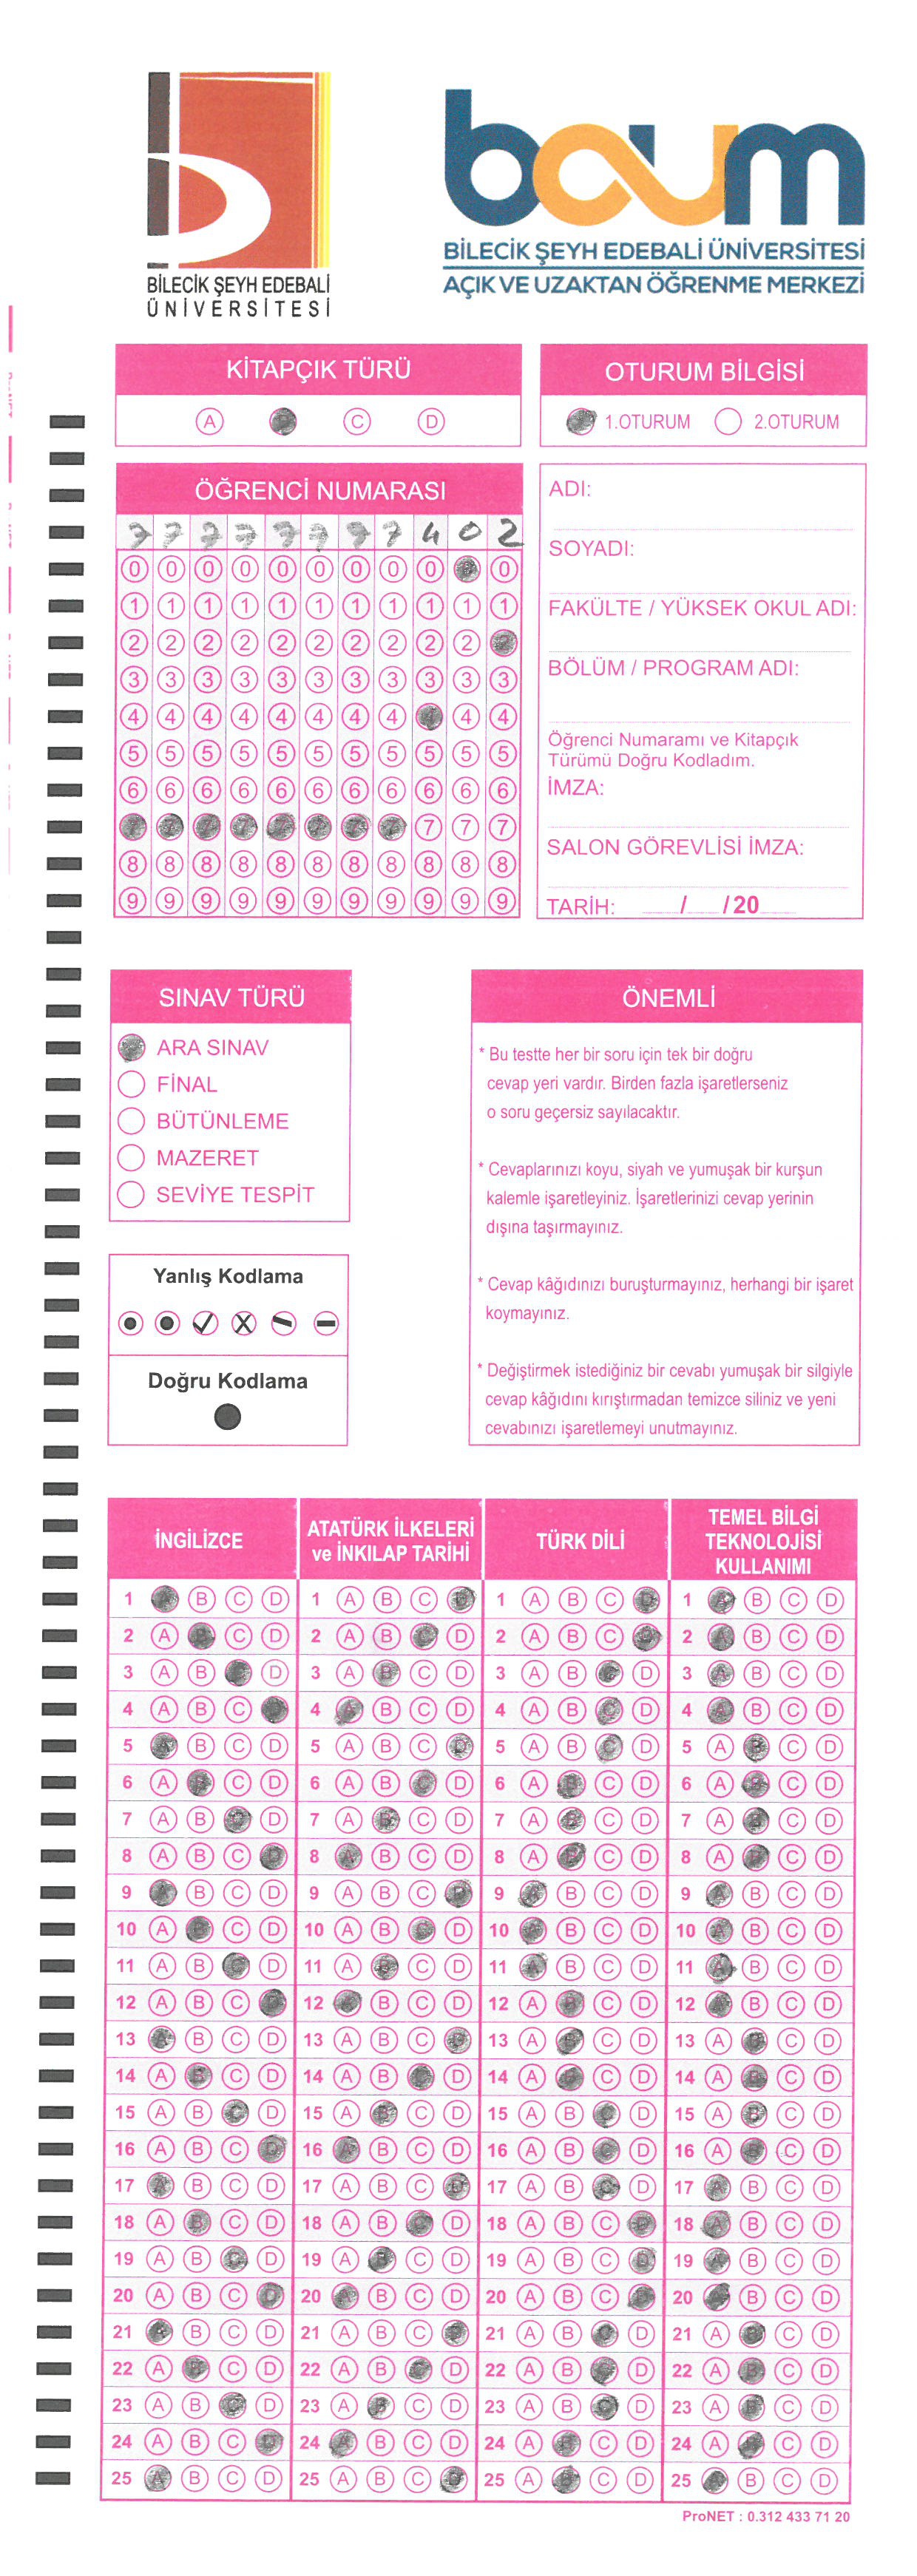 BİLECİK ŞEYH EDEBALİ
ÜNİVERSİTESİ
boum
BİLECİK ŞEYH EDEBALİ ÜNİVERSİTESİ
AÇIK VE UZAKTAN ÖĞRENME MERKEZİ
KİTAPÇIK TÜRÜ
A C D
OTURUM BİLGİSİ
1.OTURUM 2.OTURUM
ÖĞRENCİ NUMARASI
7 7 7 7 7 7 7 7 4 0 2
0 0 0 0 0 0 0 0 0 0
1 1 1 1 1 1 1 1 1 1 1
2 2 2 2 2 2 2 2 2 2
3 3 3 3 3 3 3 3 3 3 3
4 4 4 4 4 4 4 4 4 4
5 5 5 5 5 5 5 5 5 5 5
6 6 6 6 6 6 6 6 6 6 6
7 7 7
8 8 8 8 8 8 8 8 8 8 8
9 9 9 9 9 9 9 9 9 9 9
ADI:
SOYADI:
FAKÜLTE / YÜKSEK OKUL ADI:
BÖLÜM / PROGRAM ADI:
Öğrenci Numaramı ve Kitapçık
Türümü Doğru Kodladım.
İMZA:
SALON GÖREVLİSİ İMZA:
TARİH: / / 20
SINAV TÜRÜ
ARA SINAV
FİNAL
BÜTÜNLEME
MAZERET
SEVİYE TESPİT
Yanlış Kodlama
Doğru Kodlama
ÖNEMLİ
* Bu testte her bir soru için tek bir doğru
cevap yeri vardır. Birden fazla işaretlerseniz
o soru geçersiz sayılacaktır.
* Cevaplarınızı koyu, siyah ve yumuşak bir kurşun
kalemle işaretleyiniz. İşaretlerinizi cevap yerinin
dışına taşırmayınız.
* Cevap kâğıdınızı buruşturmayınız, herhangi bir işaret
koymayınız.
* Değiştirmek istediğiniz bir cevabı yumuşak bir silgiyle
cevap kâğıdını kırıştırmadan temizce siliniz ve yeni
cevabınızı işaretlemeyi unutmayınız.
İNGİLİZCE
ATATÜRK İLKELERİ
ve İNKILAP TARİHİ
TÜRK DİLİ
TEMEL BİLGİ
TEKNOLOJİSİ
KULLANIMI
1 B C D 1 A B C 1 A B C 1 B C D
2 A C D 2 A B D 2 A B C 2 B C D
3 A B D 3 A C D 3 A B D 3 B C D
4 A B C 4 B C D 4 A B D 4 B C D
5 B C D 5 A B C 5 A B D 5 A C D
6 A C D 6 A B D 6 A C D 6 A C D
7 A B D 7 A C D 7 A C D 7 A C D
8 A B C 8 B C D 8 A C D 8 A C D
9 B C D 9 A B C 9 B C D 9 B C D
10 A C D 10 A B D 10 B C D 10 B C D
11 A B D 11 A C D 11 B C D 11 B C D
12 A B C 12 B C D 12 A C D 12 B C D
13 B C D 13 A B C 13 A C D 13 A C D
14 A C D 14 A B D 14 A C D 14 A C D
15 A B D 15 A C D 15 A B D 15 A C D
16 A B C 16 B C D 16 A B D 16 A C D
17 B C D 17 A B C 17 A B D 17 B C D
18 A C D 18 A B D 18 A B C 18 B C D
19 A B D 19 A C D 19 A B C 19 B C D
20 A B C 20 B C D 20 A B C 20 B C D
21 B C D 21 A B C 21 A B D 21 A C D
22 A C D 22 A B D 22 A B D 22 A C D
23 A B D 23 A C D 23 A B D 23 A C D
24 A B C 24 B C D 24 A C D 24 A C D
25 B C D 25 A B C 25 A C D 25 B C D
ProNET : 0.312 433 71 20